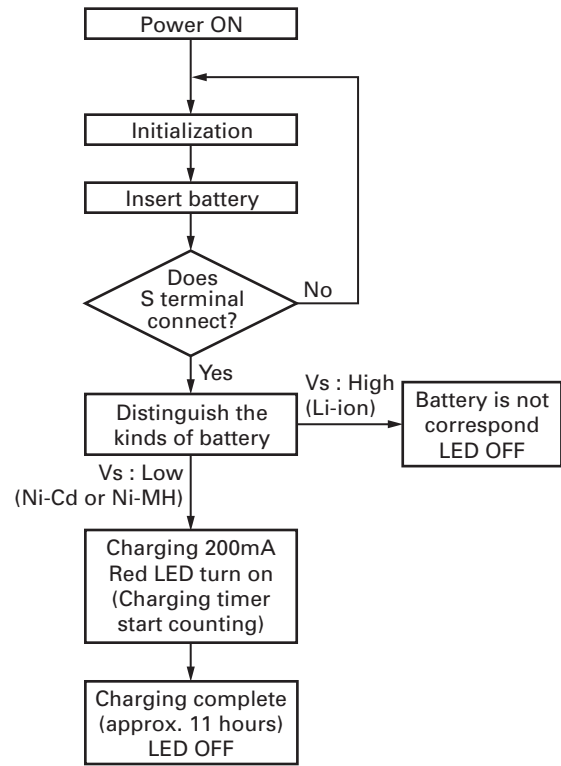 Power ON
Initialization
Insert battery
Does
S terminal
connect?
No
Yes
Distinguish the
kinds of battery
Vs : High
(Li-ion)
Battery is not
correspond
LED OFF
Vs : Low
(Ni-Cd or Ni-MH)
Charging 200mA
Red LED turn on
(Charging timer
start counting)
Charging complete
(approx. 11 hours)
LED OFF